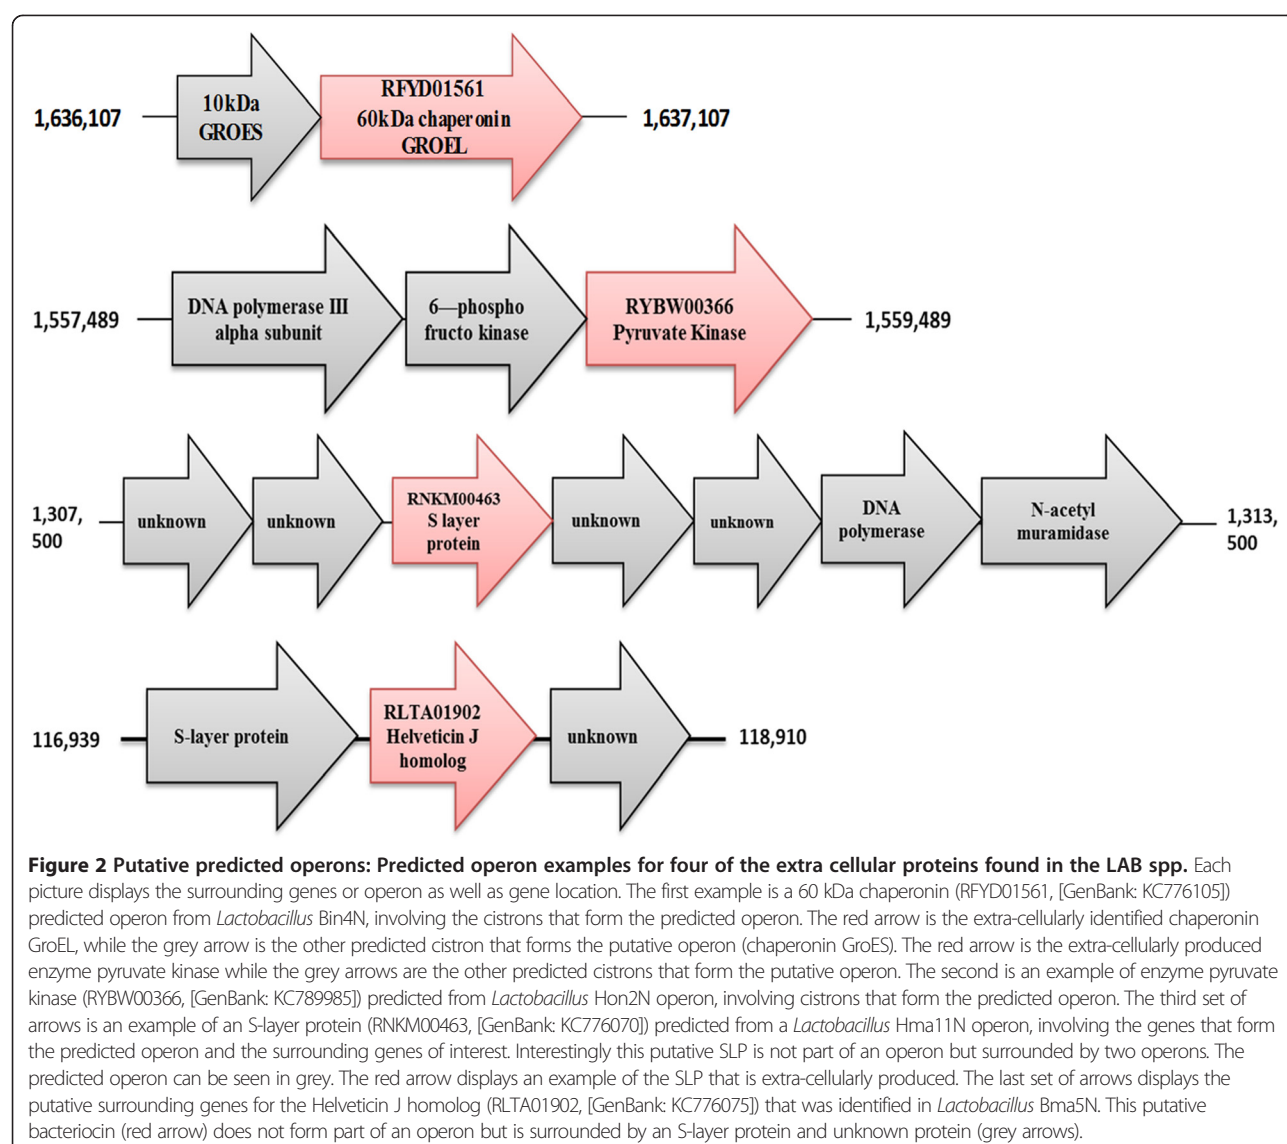 1,636,107
10kDa
GROES
RFYD01561
60kDa chaperonin
GROEL
1,637,107
1,557,489
DNA polymerase III
alpha subunit
6—phospho
fructo kinase
RYBW00366
Pyruvate Kinase
1,559,489
1,307,
500
unknown
unknown
RNKM00463
S layer
protein
unknown
unknown
DNA
polymerase
N-acetyl
muramidase
1,313,
500
116,939
S-layer protein
RLTA01902
Helveticin J
homolog
unknown
118,910
Figure 2 Putative predicted operons: Predicted operon examples for four of the extra cellular proteins found in the LAB spp. Each
picture displays the surrounding genes or operon as well as gene location. The first example is a 60 kDa chaperonin (RFYD01561, [GenBank: KC776105])
predicted operon from Lactobacillus Bin4N, involving the cistrons that form the predicted operon. The red arrow is the extra-cellularly identified chaperonin
GroEL, while the grey arrow is the other predicted cistron that forms the putative operon (chaperonin GroES). The red arrow is the extra-cellularly produced
enzyme pyruvate kinase while the grey arrows are the other predicted cistrons that form the putative operon. The second is an example of enzyme pyruvate
kinase (RYBW00366, [GenBank: KC789985]) predicted from Lactobacillus Hon2N operon, involving cistrons that form the predicted operon. The third set of
arrows is an example of an S-layer protein (RNKM00463, [GenBank: KC776070]) predicted from a Lactobacillus Hma11N operon, involving the genes that form
the predicted operon and the surrounding genes of interest. Interestingly this putative SLP is not part of an operon but surrounded by two operons. The
predicted operon can be seen in grey. The red arrow displays an example of the SLP that is extra-cellularly produced. The last set of arrows displays the
putative surrounding genes for the Helveticin J homolog (RLTA01902, [GenBank: KC776075]) that was identified in Lactobacillus Bma5N. This putative
bacteriocin (red arrow) does not form part of an operon but is surrounded by an S-layer protein and unknown protein (grey arrows).